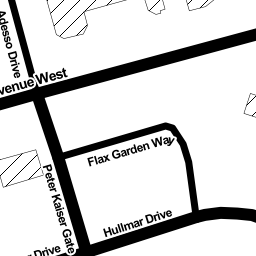 Adesso Drive
venue West
Flax Garden Way
Peter Kaiser Gate
Hullmar Drive
r Drive